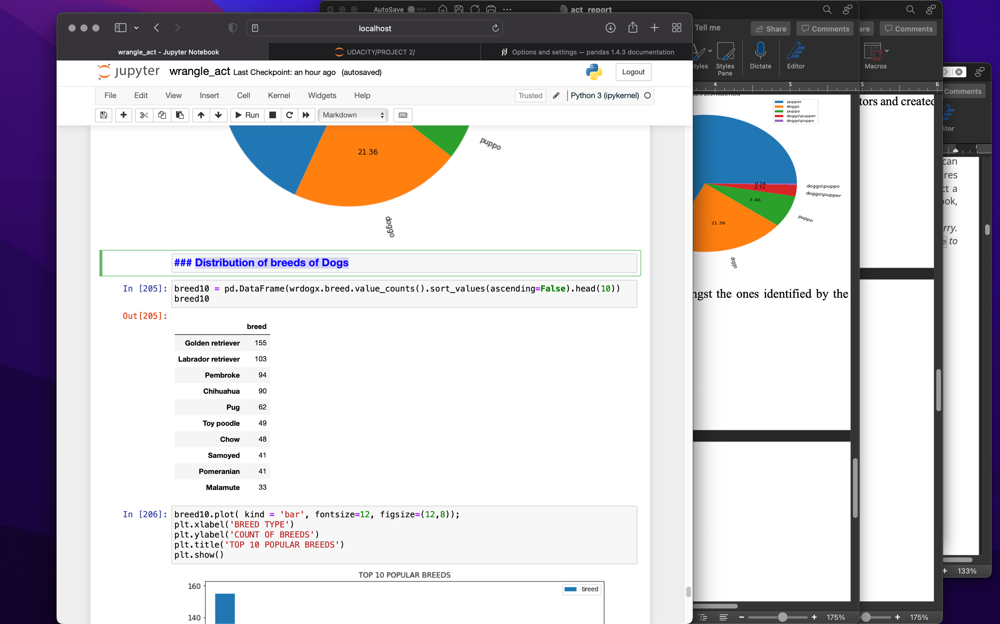 AutoSave OFF act_report
localhost
wrangle_act - Jupyter Notebook
UDACITY/PROJECT 2/
Options and settings — pandas 1.4.3 documentation
jupyter wrangle_act Last Checkpoint: an hour ago (autosaved)
Logout
File Edit View Insert Cell Kernel Widgets Help
Trusted Python 3 (ipykernel)
Run Markdown
21.36
puppo
doggo
### Distribution of breeds of Dogs
In [205]: breed10 = pd.DataFrame(wrdogx.breed.value_counts().sort_values(ascending=False).head(10))
breed10
Out[205]:
breed
Golden retriever 155
Labrador retriever 103
Pembroke 94
Chihuahua 90
Pug 62
Toy poodle 49
Chow 48
Samoyed 41
Pomeranian 41
Malamute 33
In [206]: breed10.plot( kind = 'bar', fontsize=12, figsize=(12,8));
plt.xlabel('BREED TYPE')
plt.ylabel('COUNT OF BREEDS')
plt.title('TOP 10 POPULAR BREEDS')
plt.show()
TOP 10 POPULAR BREEDS
160
breed
140
Tell me Share Comments
Styles Pane
Dictate
Editor
4 5
DISTRIBUTION
pupper
doggo
puppo
doggo\pupper
doggo\puppo
0.34
2.71
7.46
21.36
doggo\puppo
doggo\pupper
puppo
doggo
the ones identified by the
175%
Comments
Macros
5 6
and created
175%
Comments
can
a
to
133%